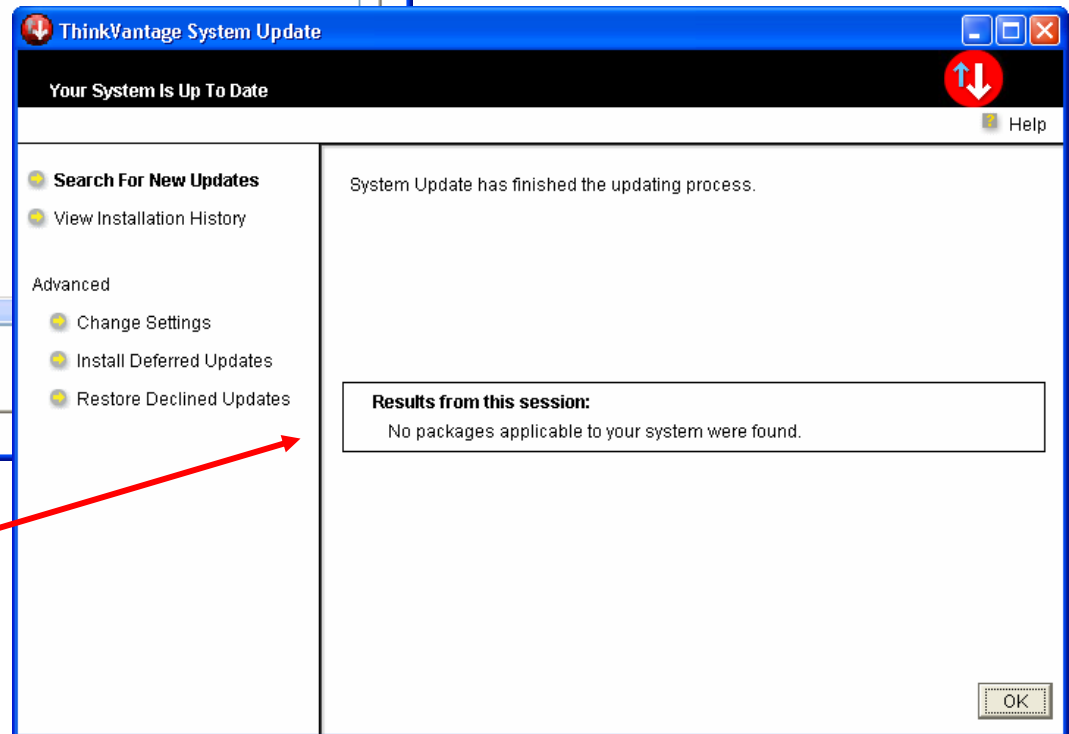 ThinkVantage System Update
Your System Is Up To Date
Help
Search For New Updates
View Installation History
Advanced
Change Settings
Install Deferred Updates
Restore Declined Updates
System Update has finished the updating process.
Results from this session:
No packages applicable to your system were found.
OK